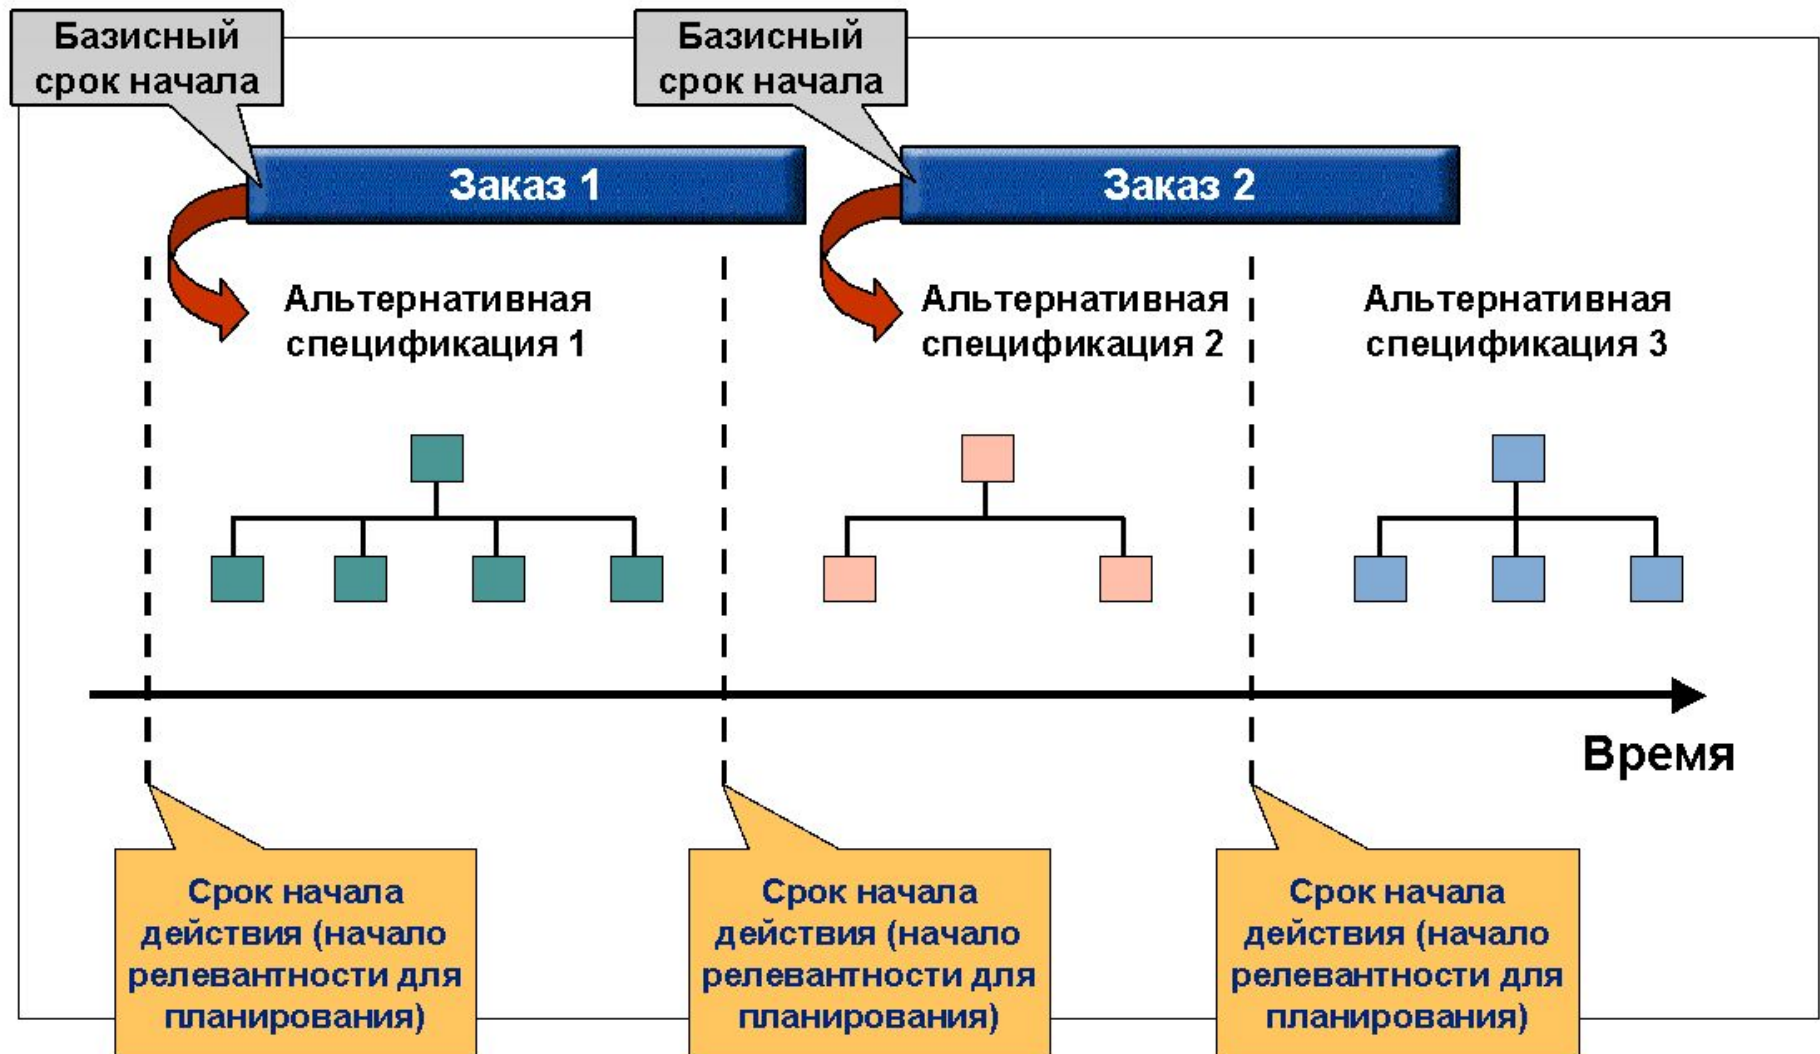 Базисный
срок начала
Базисный
срок начала
Заказ 1
Заказ 2
Альтернативная
спецификация 1
Альтернативная
спецификация 2
Альтернативная
спецификация 3
Время
Срок начала
действия (начало
релевантности для
планирования)
Срок начала
действия (начало
релевантности для
планирования)
Срок начала
действия (начало
релевантности для
планирования)